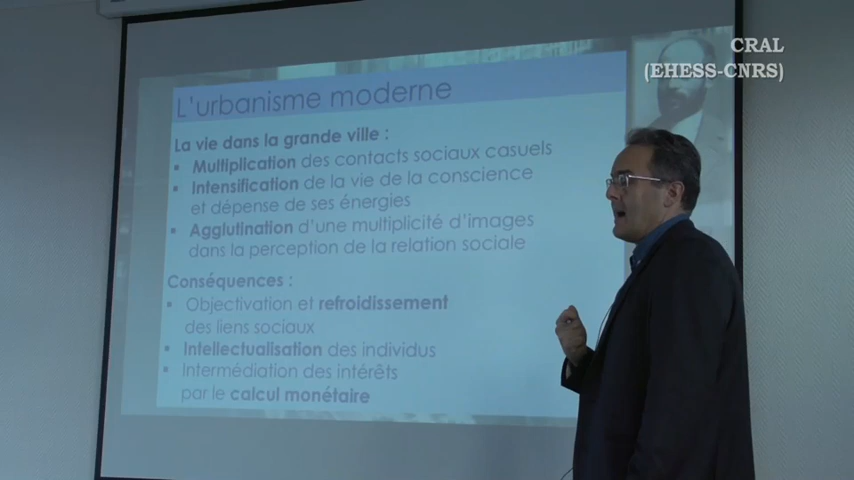 CRAL
(EHESS-CNRS)
L'urbanisme moderne
La vie dans la grande ville :
▪ Multiplication des contacts sociaux casuels
▪ Intensification de la vie de la conscience
et dépense de ses énergies
▪ Agglutination d'une multiplicité d'images
dans la perception de la relation sociale
Conséquences :
▪ Objectivation et refroidissement
des liens sociaux
▪ Intellectualisation des individus
▪ Intermédiation des intérêts
par le calcul monétaire